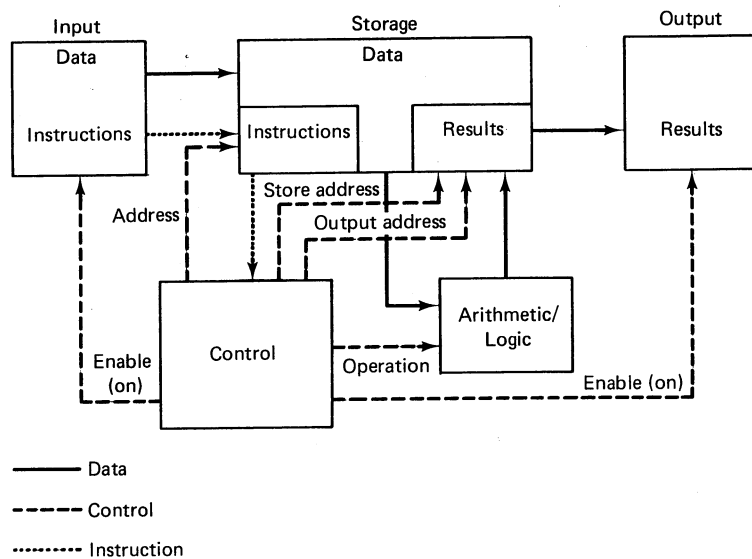 Input
Storage
Output
Data
Data
Instructions
Instructions
Results
Results
Store address
Address
Output address
Arithmetic/
Logic
Control
Operation
Enable
(on)
Enable (on)
Data
Control
Instruction